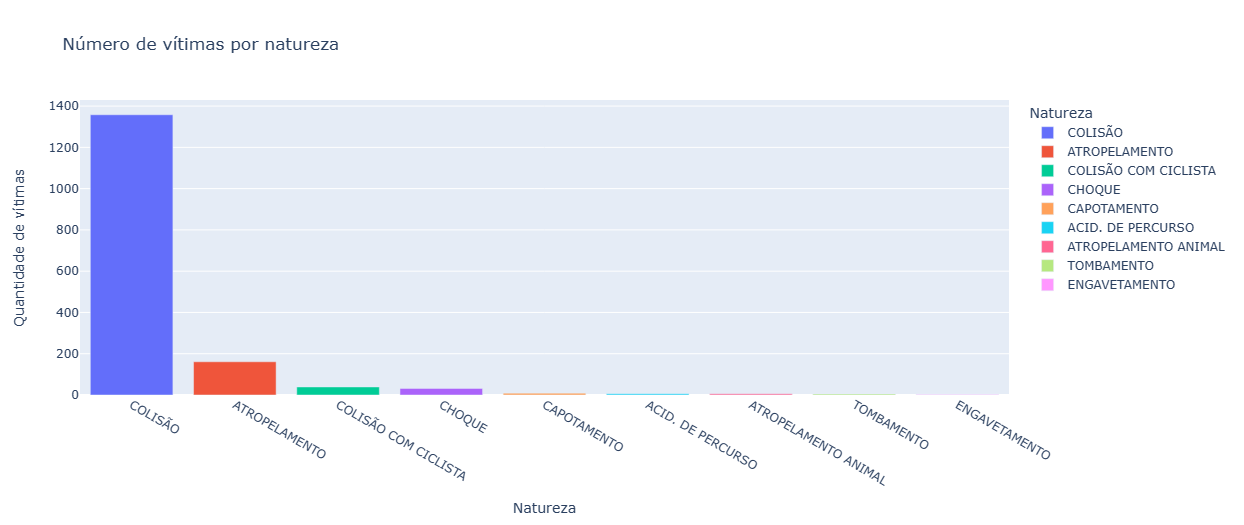 Número de vítimas por natureza
Quantidade de vítimas
1400
1200
1000
800
600
400
200
0
COLISÃO
ATROPELAMENTO
COLISÃO COM CICLISTA
CHOQUE
CAPOTAMENTO
ACID. DE PERCURSO
ATROPELAMENTO ANIMAL
TOMBAMENTO
ENGAVETAMENTO
Natureza
Natureza
COLISÃO
ATROPELAMENTO
COLISÃO COM CICLISTA
CHOQUE
CAPOTAMENTO
ACID. DE PERCURSO
ATROPELAMENTO ANIMAL
TOMBAMENTO
ENGAVETAMENTO